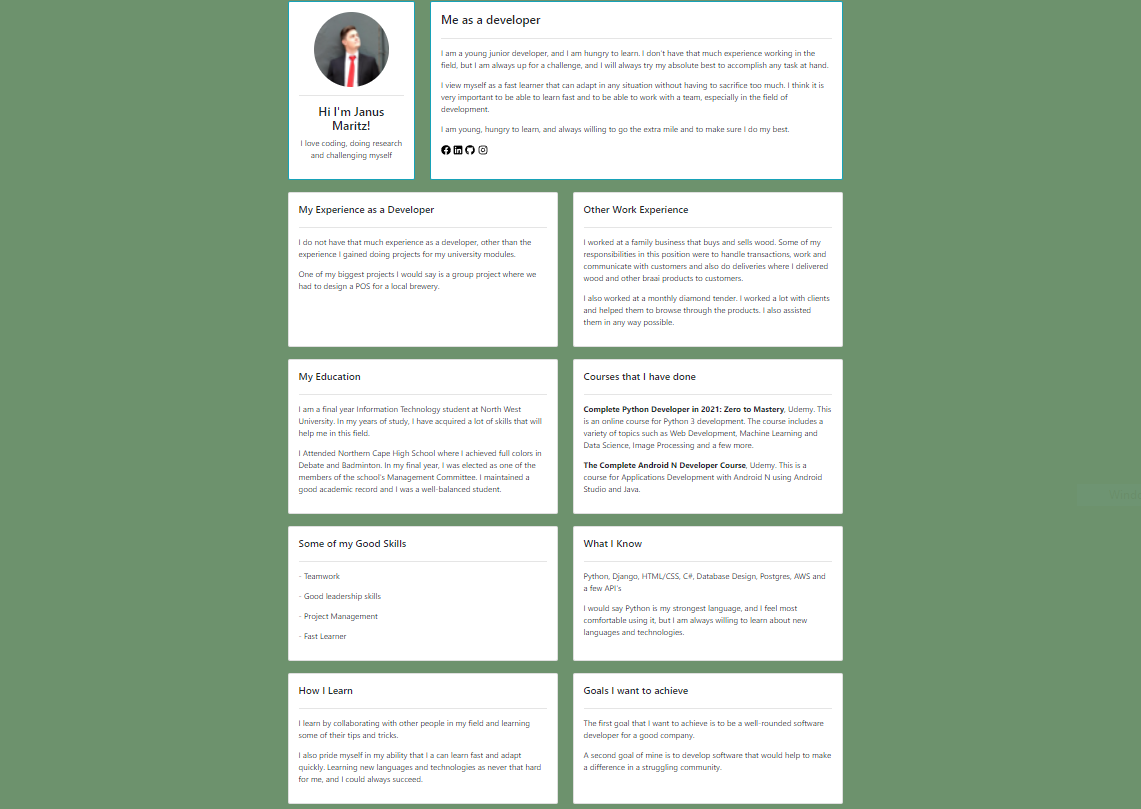 Hi I'm Janus
Maritz!
I love coding, doing research
and challenging myself
Me as a developer
I am a young junior developer, and I am hungry to learn. I don't have that much experience working in the
field, but I am always up for a challenge, and I will always try my absolute best to accomplish any task at hand.
I view myself as a fast learner that can adapt in any situation without having to sacrifice too much. I think it is
very important to be able to learn fast and to be able to work with a team, especially in the field of
development.
I am young, hungry to learn, and always willing to go the extra mile and to make sure I do my best.
My Experience as a Developer
I do not have that much experience as a developer, other than the
experience I gained doing projects for my university modules.
One of my biggest projects I would say is a group project where we
had to design a POS for a local brewery.
Other Work Experience
I worked at a family business that buys and sells wood. Some of my
responsibilities in this position were to handle transactions, work and
communicate with customers and also do deliveries where I delivered
wood and other braai products to customers.
I also worked at a monthly diamond tender. I worked a lot with clients
and helped them to browse through the products. I also assisted
them in any way possible.
My Education
I am a final year Information Technology student at North West
University. In my years of study, I have acquired a lot of skills that will
help me in this field.
I Attended Northern Cape High School where I achieved full colors in
Debate and Badminton. In my final year, I was elected as one of the
members of the school's Management Committee. I maintained a
good academic record and I was a well-balanced student.
Courses that I have done
Complete Python Developer in 2021: Zero to Mastery, Udemy. This
is an online course for Python 3 development. The course includes a
variety of topics such as Web Development, Machine Learning and
Data Science, Image Processing and a few more.
The Complete Android N Developer Course, Udemy. This is a
course for Applications Development with Android N using Android
Studio and Java.
Some of my Good Skills
- Teamwork
- Good leadership skills
- Project Management
- Fast Learner
What I Know
Python, Django, HTML/CSS, C#, Database Design, Postgres, AWS and
a few API's
I would say Python is my strongest language, and I feel most
comfortable using it, but I am always willing to learn about new
languages and technologies.
How I Learn
I learn by collaborating with other people in my field and learning
some of their tips and tricks.
I also pride myself in my ability that I a can learn fast and adapt
quickly. Learning new languages and technologies as never that hard
for me, and I could always succeed.
Goals I want to achieve
The first goal that I want to achieve is to be a well-rounded software
developer for a good company.
A second goal of mine is to develop software that would help to make
a difference in a struggling community.